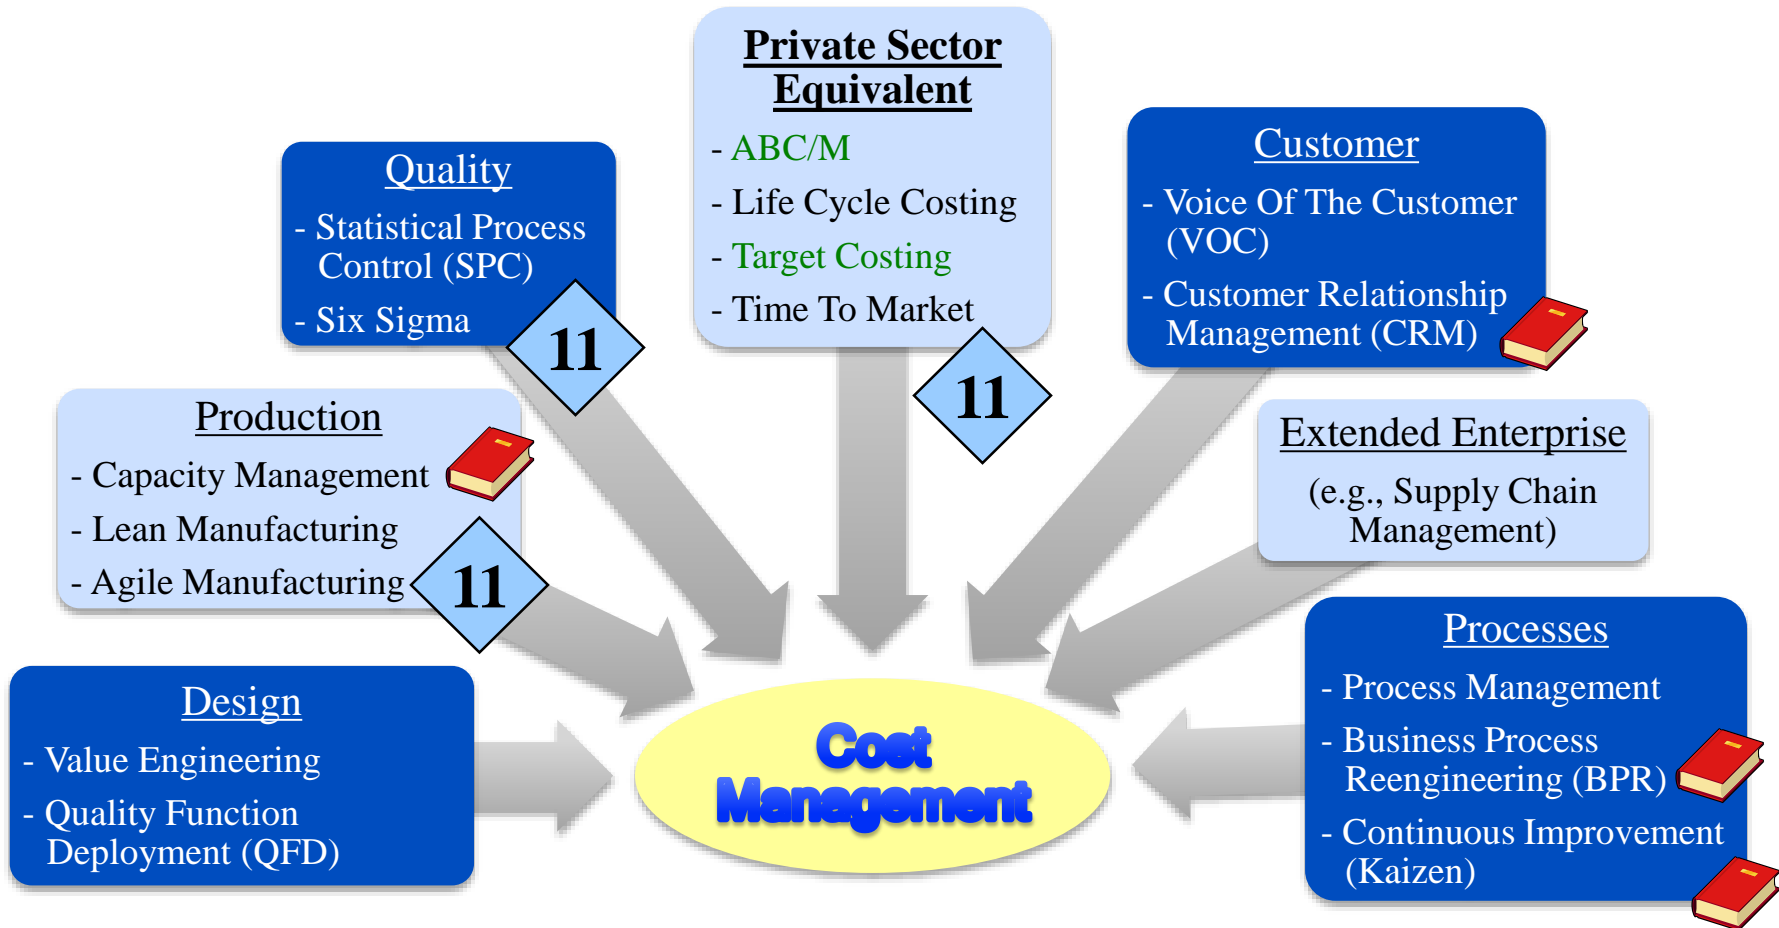 Private Sector
Equivalent
- ABC/M
- Life Cycle Costing
- Target Costing
- Time To Market
11
Quality
- Statistical Process
Control (SPC)
- Six Sigma
11
Customer
- Voice Of The Customer
(VOC)
- Customer Relationship
Management (CRM)
Production
- Capacity Management
- Lean Manufacturing
- Agile Manufacturing
11
Extended Enterprise
(e.g., Supply Chain
Management)
Design
- Value Engineering
- Quality Function
Deployment (QFD)
Processes
- Process Management
- Business Process
Reengineering (BPR)
- Continuous Improvement
(Kaizen)
Cost
Management